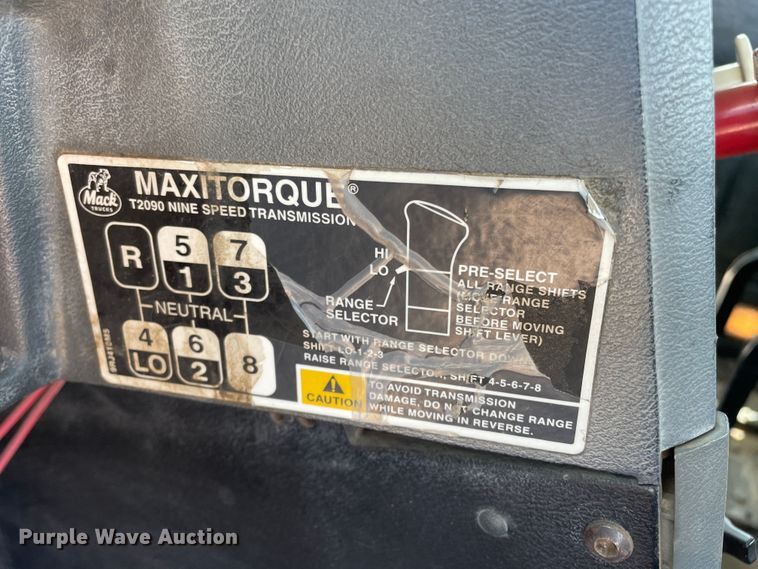 MAXITORQUE®
Mack
TRUCKS
T2090 NINE SPEED TRANSMISSION
R 5 7
1 3
NEUTRAL
4 6 8
LO 2
HI
LO
RANGE
SELECTOR
PRE-SELECT
ALL RANGE SHIFTS
(MOVE RANGE
SELECTOR
BEFORE MOVING
SHIFT LEVER)
START WITH RANGE SELECTOR DOWN
SHIFT LO-1-2-3
RAISE RANGE SELECTOR, SHIFT 4-5-6-7-8
CAUTION
TO AVOID TRANSMISSION
DAMAGE, DO NOT CHANGE RANGE
WHILE MOVING IN REVERSE.
Purple Wave Auction